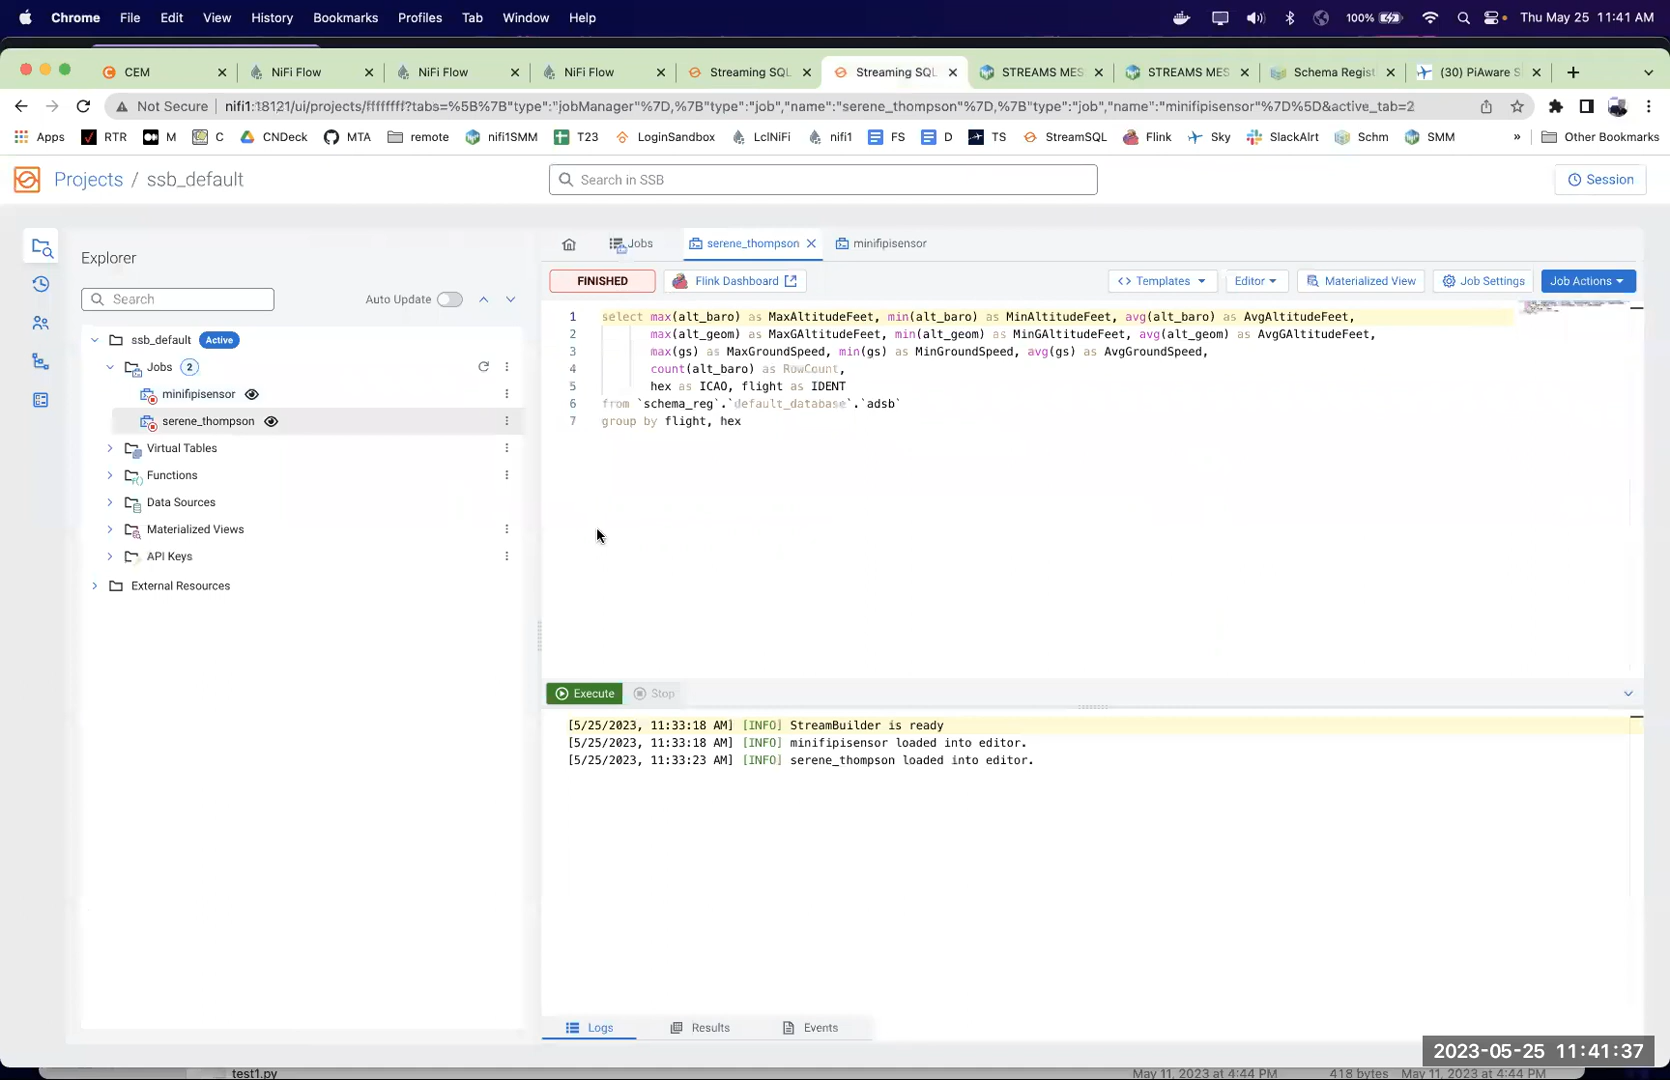 Chrome File Edit View History Bookmarks Profiles Tab Window Help 100% Thu May 25 11:41 AM
CEM NiFi Flow NiFi Flow NiFi Flow Streaming SQL Streaming SQL STREAMS MES STREAMS MES Schema Regist (30) PiAware S
Not Secure nifi1:18121/ui/projects/ffffffff?tabs=%5B%7B"type":"jobManager"%7D,%7B"type":"job","name":"serene_thompson"%7D,%7B"type":"job","name":"minifipisensor"%7D%5D&active_tab=2
Apps RTR M C CNDeck MTA remote nifi1SMM T23 LoginSandbox LclNiFi nifi1 FS D TS StreamSQL Flink Sky SlackAlrt Schm SMM » Other Bookmarks
Projects / ssb_default Search in SSB Session
Explorer
Search Auto Update
ssb_default Active
Jobs 2
minifipisensor
serene_thompson
Virtual Tables
Functions
Data Sources
Materialized Views
API Keys
External Resources
Jobs serene_thompson minifipisensor
FINISHED Flink Dashboard <> Templates Editor Materialized View Job Settings Job Actions
1 select max(alt_baro) as MaxAltitudeFeet, min(alt_baro) as MinAltitudeFeet, avg(alt_baro) as AvgAltitudeFeet,
2 max(alt_geom) as MaxGAltitudeFeet, min(alt_geom) as MinGAltitudeFeet, avg(alt_geom) as AvgGAltitudeFeet,
3 max(gs) as MaxGroundSpeed, min(gs) as MinGroundSpeed, avg(gs) as AvgGroundSpeed,
4 count(alt_baro) as RowCount,
5 hex as ICAO, flight as IDENT
6 from `schema_reg`.`default_database`.`adsb`
7 group by flight, hex
Execute Stop
[5/25/2023, 11:33:18 AM] [INFO] StreamBuilder is ready
[5/25/2023, 11:33:18 AM] [INFO] minifipisensor loaded into editor.
[5/25/2023, 11:33:23 AM] [INFO] serene_thompson loaded into editor.
Logs Results Events
2023-05-25 11:41:37
test1.py May 11, 2023 at 4:44 PM 418 bytes May 11, 2023 at 4:44 PM